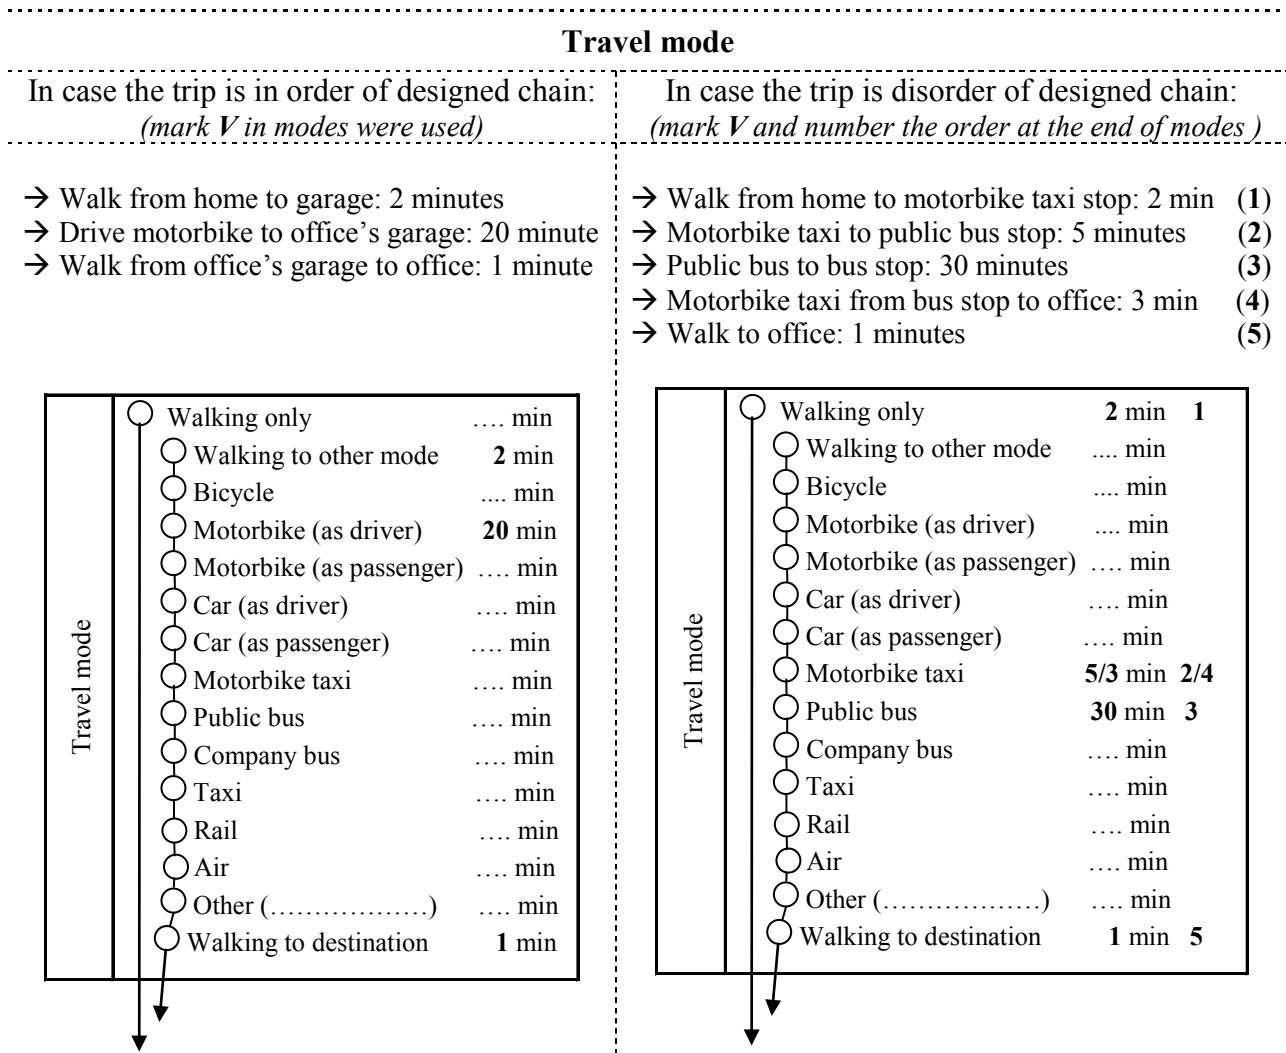 Travel mode
In case the trip is in order of designed chain:
(mark V in modes were used)
→ Walk from home to garage: 2 minutes
→ Drive motorbike to office’s garage: 20 minute
→ Walk from office’s garage to office: 1 minute
Travel mode
Walking only …. min
Walking to other mode 2 min
Bicycle .... min
Motorbike (as driver) 20 min
Motorbike (as passenger) …. min
Car (as driver) …. min
Car (as passenger) …. min
Motorbike taxi …. min
Public bus …. min
Company bus …. min
Taxi …. min
Rail …. min
Air …. min
Other (………………) …. min
Walking to destination 1 min
In case the trip is disorder of designed chain:
(mark V and number the order at the end of modes )
→ Walk from home to motorbike taxi stop: 2 min (1)
→ Motorbike taxi to public bus stop: 5 minutes (2)
→ Public bus to bus stop: 30 minutes (3)
→ Motorbike taxi from bus stop to office: 3 min (4)
→ Walk to office: 1 minutes (5)
Travel mode
Walking only 2 min 1
Walking to other mode .... min
Bicycle .... min
Motorbike (as driver) .... min
Motorbike (as passenger) …. min
Car (as driver) …. min
Car (as passenger) …. min
Motorbike taxi 5/3 min 2/4
Public bus 30 min 3
Company bus …. min
Taxi …. min
Rail …. min
Air …. min
Other (………………) …. min
Walking to destination 1 min 5